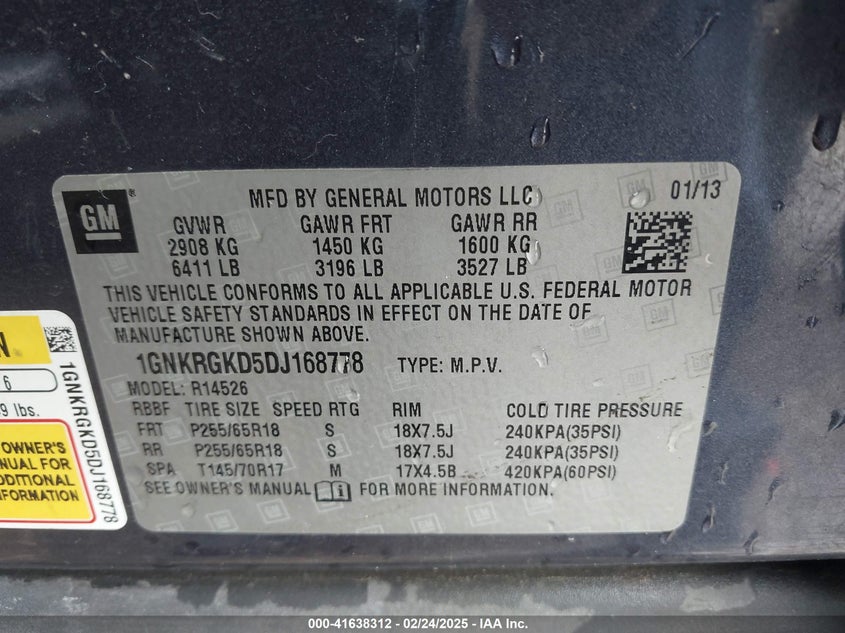 GM
MFD BY GENERAL MOTORS LLC 01/13
GVWR GAWR FRT GAWR RR
2908 KG 1450 KG 1600 KG
6411 LB 3196 LB 3527 LB
THIS VEHICLE CONFORMS TO ALL APPLICABLE U.S. FEDERAL MOTOR
VEHICLE SAFETY STANDARDS IN EFFECT ON THE DATE OF
MANUFACTURE SHOWN ABOVE.
1GNKRGKD5DJ168778 TYPE: M.P.V.
MODEL: R14526
RBBF TIRE SIZE SPEED RTG RIM COLD TIRE PRESSURE
FRT P255/65R18 S 18X7.5J 240KPA(35PSI)
RR P255/65R18 S 18X7.5J 240KPA(35PSI)
SPA T145/70R17 M 17X4.5B 420KPA(60PSI)
SEE OWNER'S MANUAL FOR MORE INFORMATION.
N
6
9 lbs.
OWNER'S
MANUAL FOR
ADDITIONAL
INFORMATION
1GNKRGKD5DJ168778
000-41638312 - 02/24/2025 - IAA Inc.